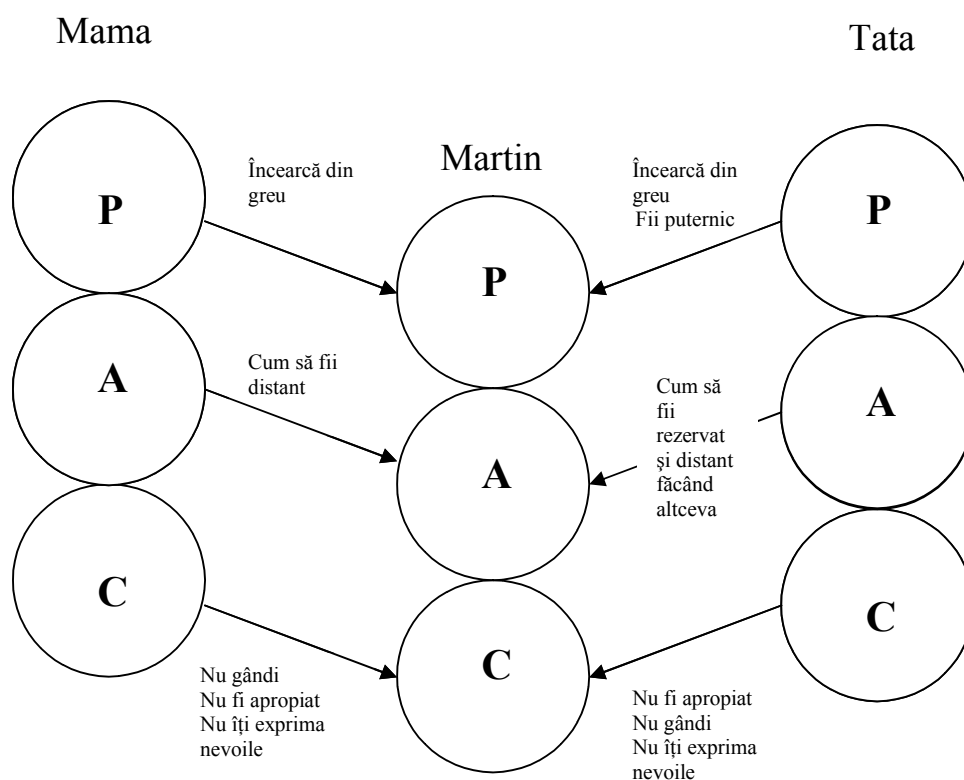 Mama
Tata
Martin
Încearcă din
greu
Încearcă din
greu
Fii puternic
P
P
P
Cum să fii
distant
Cum să
fii
rezervat
şi distant
făcând
altceva
A
A
A
C
C
C
Nu gândi
Nu fi apropiat
Nu îți exprima
nevoile
Nu fi apropiat
Nu gândi
Nu îți exprima
nevoile